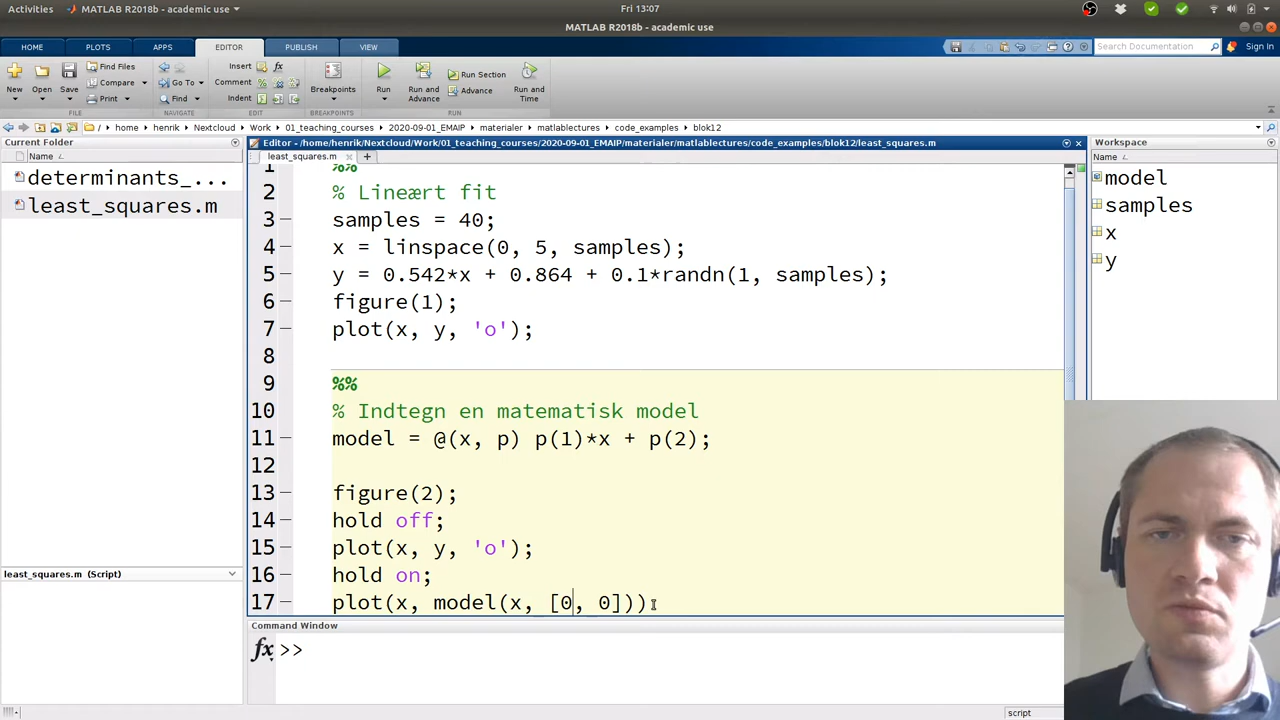 Activities MATLAB R2018b - academic use Fri 13:07
MATLAB R2018b - academic use
HOME PLOTS APPS EDITOR PUBLISH VIEW Search Documentation Sign In
New Open Save Find Files Compare Print Go To Find Insert Comment Indent Breakpoints Run Run and Advance Run Section Advance Run and Time
FILE NAVIGATE EDIT BREAKPOINTS RUN
/ home henrik Nextcloud Work 01_teaching_courses 2020-09-01_EMAIP materialer matlablectures code_examples blok12
Current Folder
Name
determinants_...
least_squares.m
least_squares.m (Script)
Editor - /home/henrik/Nextcloud/Work/01_teaching_courses/2020-09-01_EMAIP/materialer/matlablectures/code_examples/blok12/least_squares.m
least_squares.m
1 %%
2 % Lineært fit
3 samples = 40;
4 x = linspace(0, 5, samples);
5 y = 0.542*x + 0.864 + 0.1*randn(1, samples);
6 figure(1);
7 plot(x, y, 'o');
8
9 %%
10 % Indtegn en matematisk model
11 model = @(x, p) p(1)*x + p(2);
12
13 figure(2);
14 hold off;
15 plot(x, y, 'o');
16 hold on;
17 plot(x, model(x, [0, 0]))
Command Window
fx >>
Workspace
Name
model
samples
x
y
script